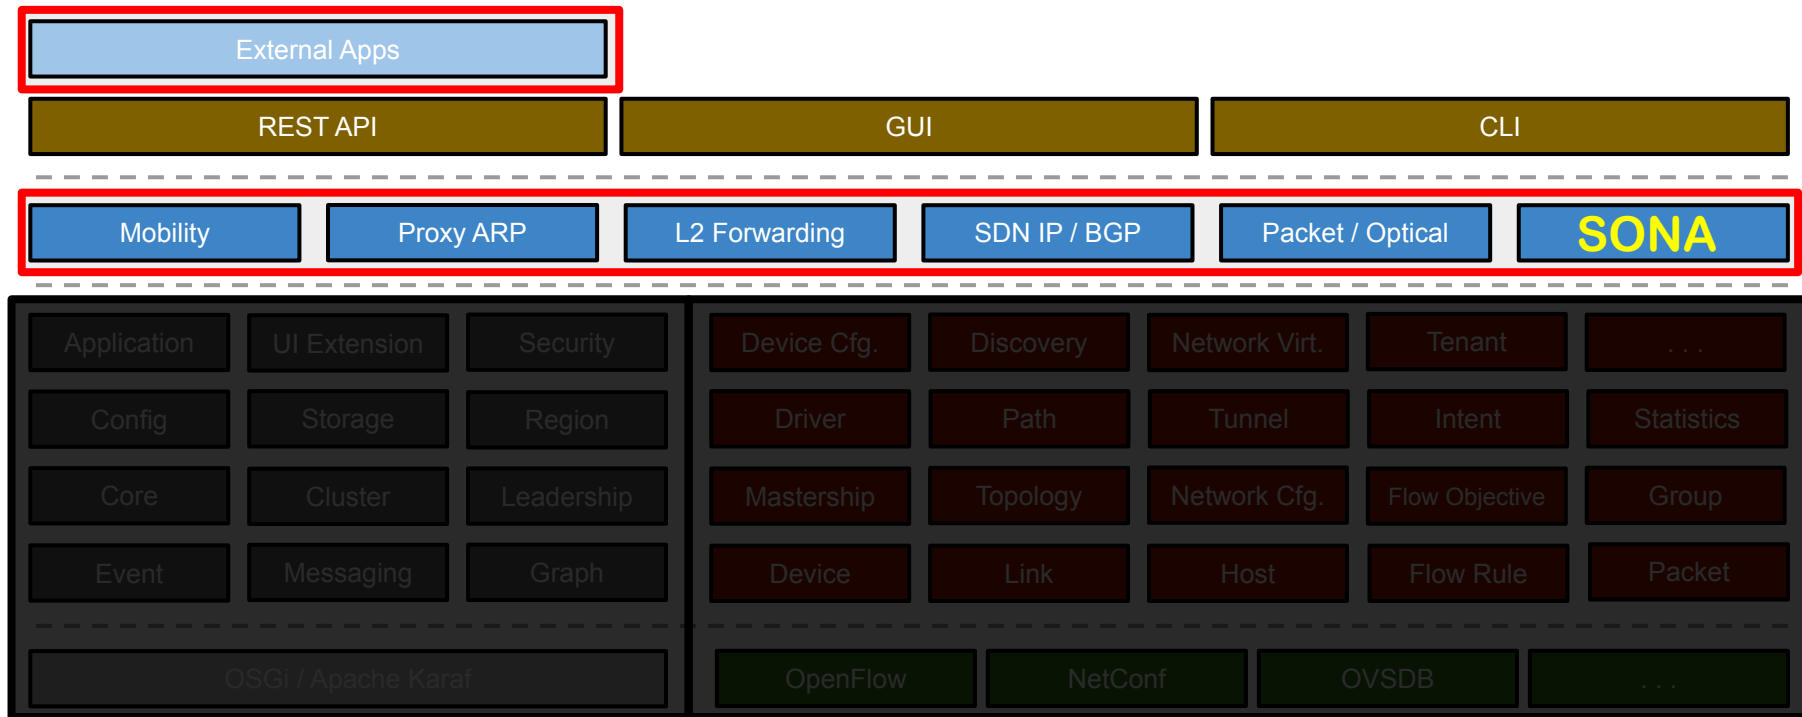 External Apps
REST API
GUI
CLI
Mobility
Proxy ARP
L2 Forwarding
SDN IP / BGP
Packet / Optical
SONA
Application
UI Extension
Security
Device Cfg.
Discovery
Network Virt.
Tenant
. . .
Config
Storage
Region
Driver
Path
Tunnel
Intent
Statistics
Core
Cluster
Leadership
Mastership
Topology
Network Cfg.
Flow Objective
Group
Event
Messaging
Graph
Device
Link
Host
Flow Rule
Packet
OSGi / Apache Karaf
OpenFlow
NetConf
OVSDB
. . .